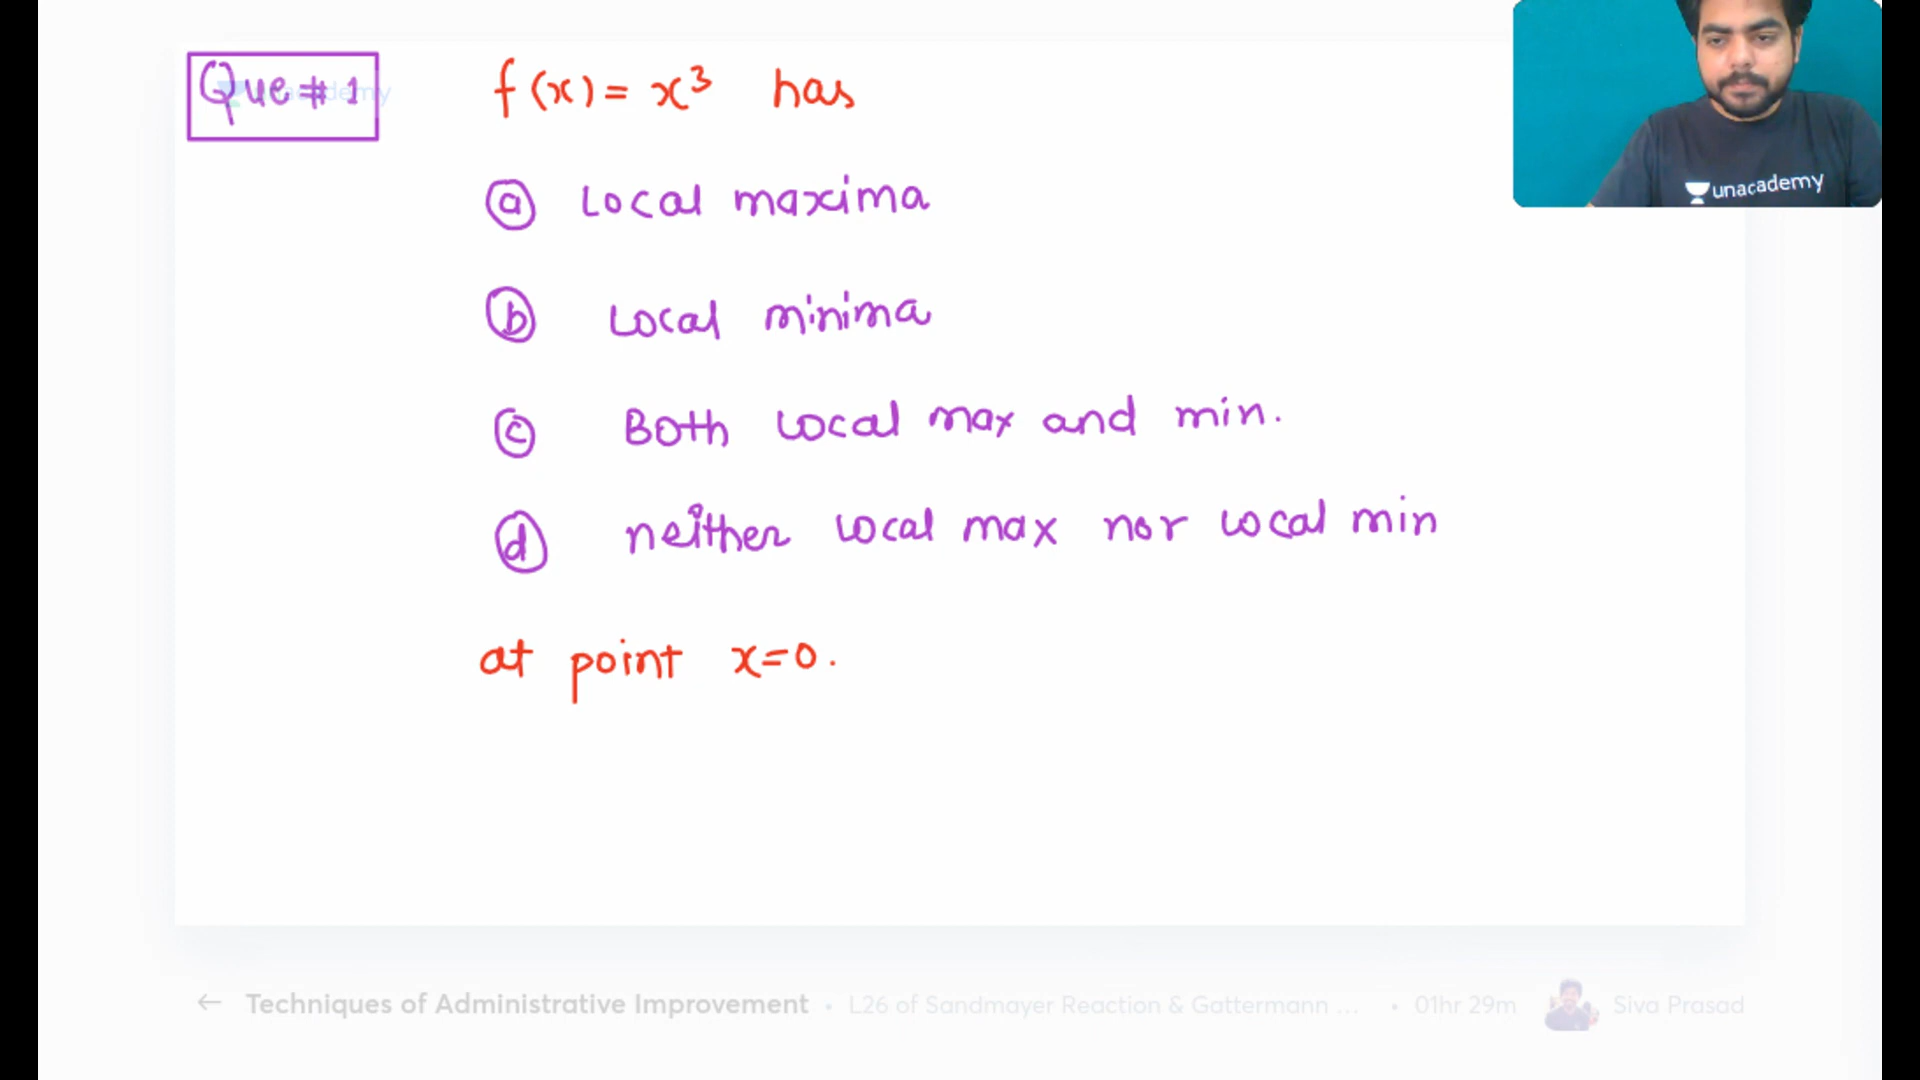 Que # 1
f(x) = x³ has
unacademy
(a) Local maxima
(b) Local minima
(c) Both local max and min.
(d) neither local max nor local min
at point x=0.
← Techniques of Administrative Improvement • L26 of Sandmayer Reaction & Gattermann ... • 01hr 29m Siva Prasad